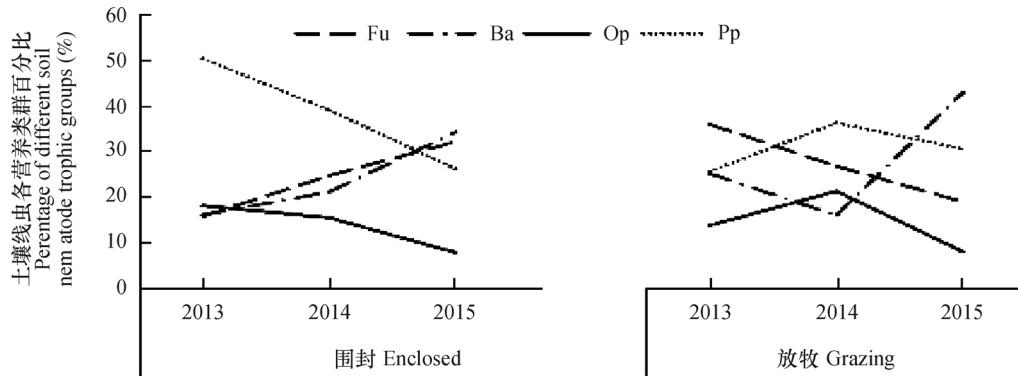 土壤线虫各营养类群百分比
Perentage of different soil
nem atode trophic groups (%)
60
50
40
30
20
10
0
Fu Ba Op Pp
2013 2014 2015 2013 2014 2015
围封 Enclosed 放牧 Grazing